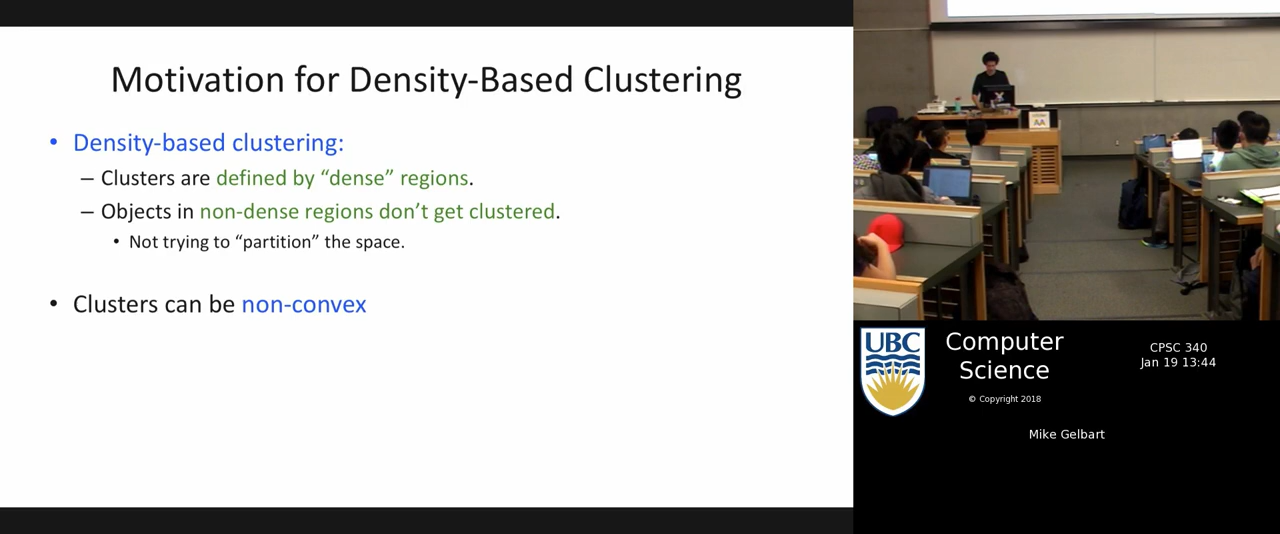 Motivation for Density-Based Clustering
• Density-based clustering:
– Clusters are defined by “dense” regions.
– Objects in non-dense regions don’t get clustered.
• Not trying to “partition” the space.
• Clusters can be non-convex
AA
UBC
Computer
Science
© Copyright 2018
CPSC 340
Jan 19 13:44
Mike Gelbart